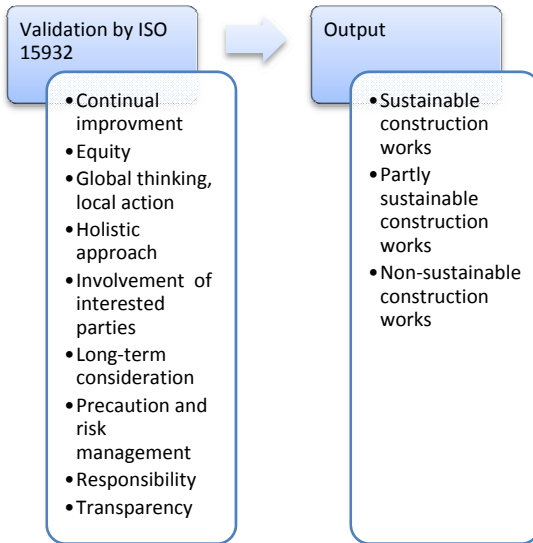 Validation by ISO
15932
•Continual
improvment
•Equity
•Global thinking,
local action
•Holistic
approach
•Involvement of
interested
parties
•Long-term
consideration
•Precaution and
risk
management
•Responsibility
•Transparency
Output
•Sustainable
construction
works
•Partly
sustainable
construction
works
•Non-sustainable
construction
works